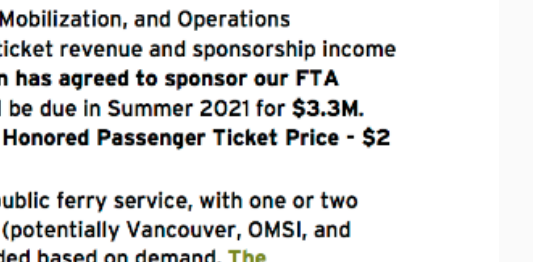 Mobilization, and Operations
ticket revenue and sponsorship income
n has agreed to sponsor our FTA
l be due in Summer 2021 for $3.3M.
Honored Passenger Ticket Price - $2
public ferry service, with one or two
(potentially Vancouver, OMSI, and
ded based on demand. The